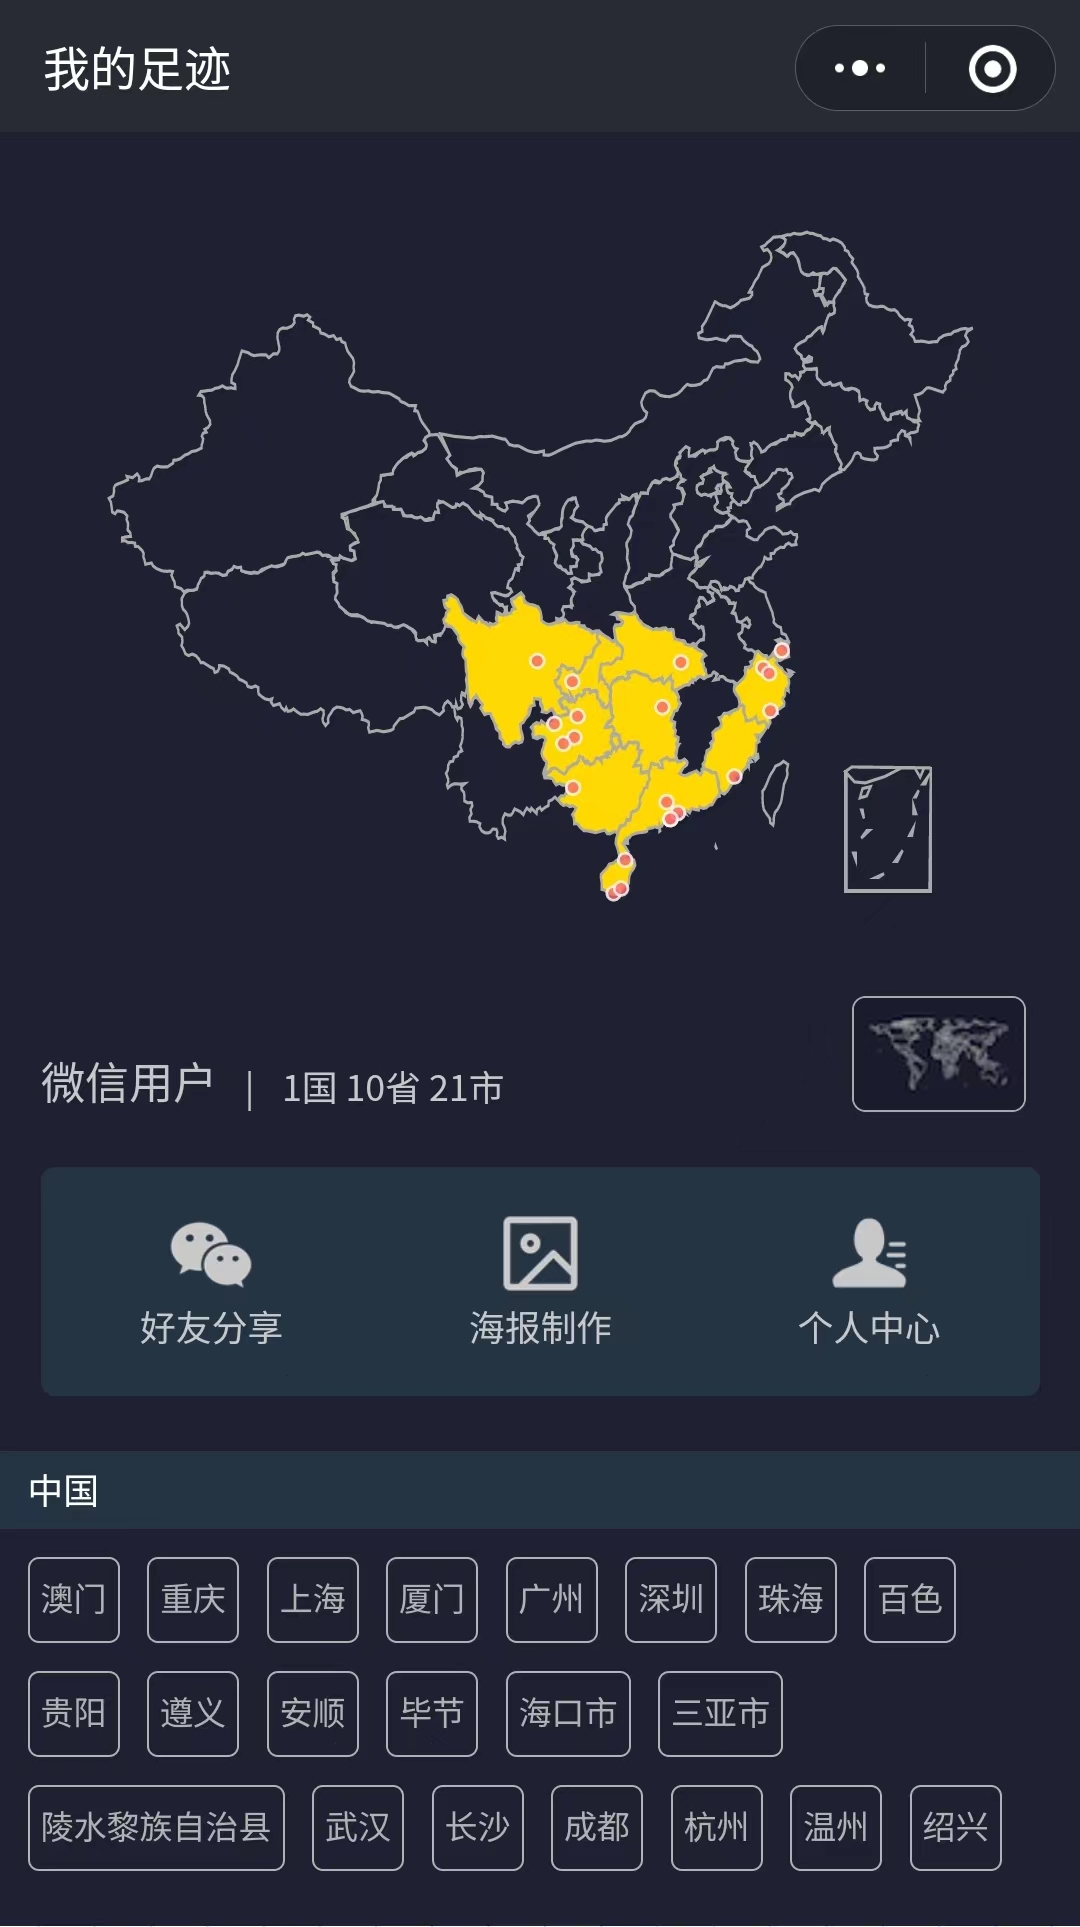 我的足迹
微信用户 | 1国 10省 21市
好友分享 海报制作 个人中心
中国
澳门 重庆 上海 厦门 广州 深圳 珠海 百色
贵阳 遵义 安顺 毕节 海口市 三亚市
陵水黎族自治县 武汉 长沙 成都 杭州 温州 绍兴